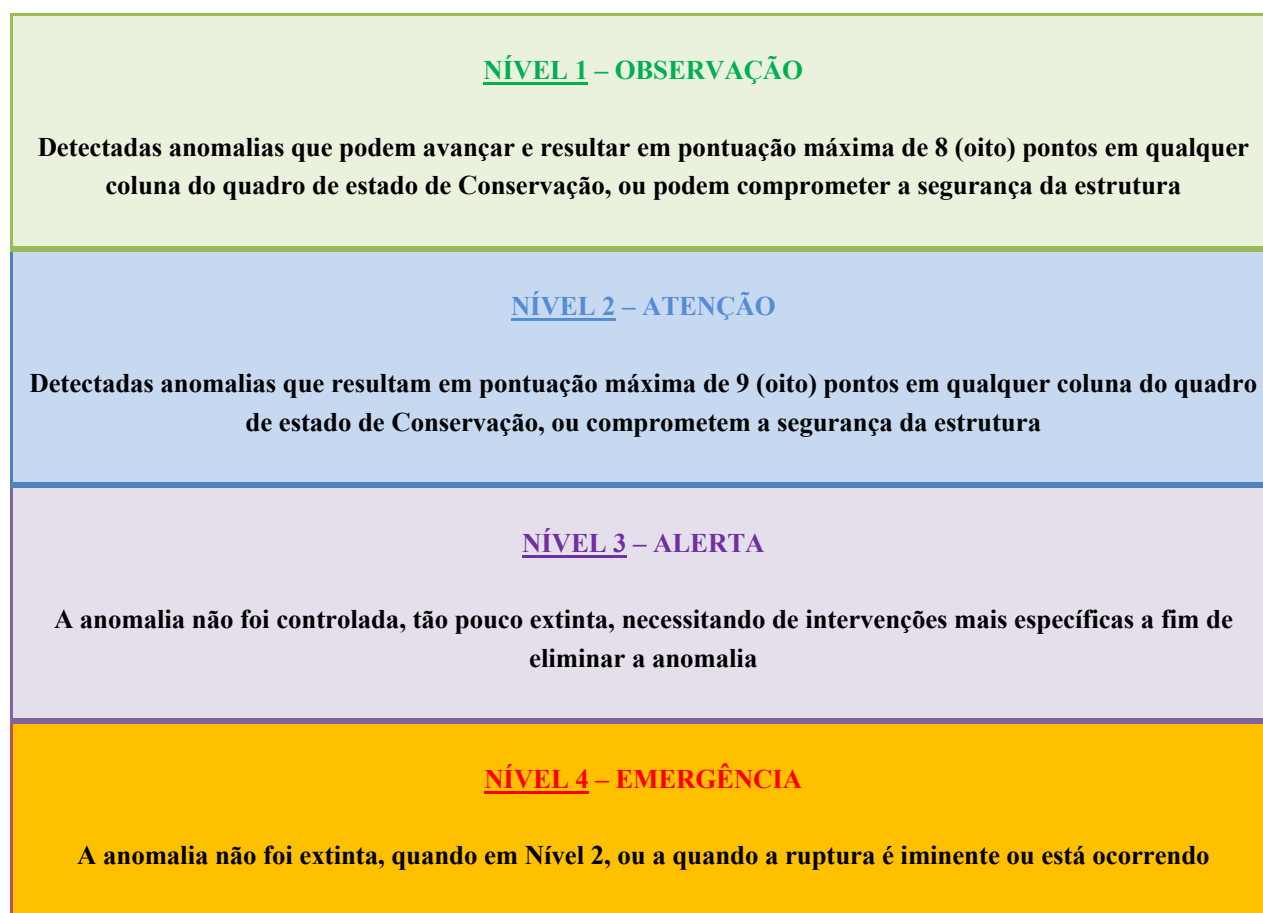 NÍVEL 1 – OBSERVAÇÃO
Detectadas anomalias que podem avançar e resultar em pontuação máxima de 8 (oito) pontos em qualquer
coluna do quadro de estado de Conservação, ou podem comprometer a segurança da estrutura
NÍVEL 2 – ATENÇÃO
Detectadas anomalias que resultam em pontuação máxima de 9 (oito) pontos em qualquer coluna do quadro
de estado de Conservação, ou comprometem a segurança da estrutura
NÍVEL 3 – ALERTA
A anomalia não foi controlada, tão pouco extinta, necessitando de intervenções mais específicas a fim de
eliminar a anomalia
NÍVEL 4 – EMERGÊNCIA
A anomalia não foi extinta, quando em Nível 2, ou a quando a ruptura é iminente ou está ocorrendo